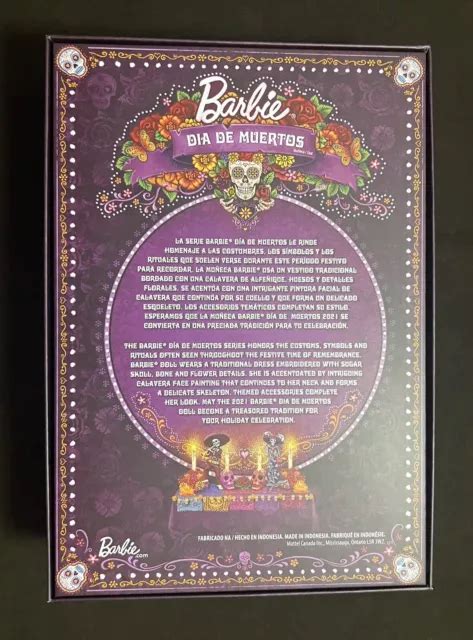 Barbie®
DIA DE MUERTOS
LA SERIE BARBIE® DÍA DE MUERTOS LE RINDE
HOMENAJE A LAS COSTUMBRES, LOS SÍMBOLOS Y LOS
RITUALES QUE SUELEN VERSE DURANTE ESTE PERÍODO FESTIVO
PARA RECORDAR. LA MUÑECA BARBIE® USA UN VESTIDO TRADICIONAL
BORDADO CON UNA CALAVERA DE ALFEÑIQUE, HUESOS Y DETALLES
FLORALES. SE ACENTÚA CON UNA INTRIGANTE PINTURA FACIAL DE
CALAVERA QUE CONTINÚA POR SU CUELLO Y QUE FORMA UN DELICADO
ESQUELETO. LOS ACCESORIOS TEMÁTICOS COMPLETAN SU ESTILO.
ESPERAMOS QUE LA MUÑECA BARBIE® DÍA DE MUERTOS 2021 SE
CONVIERTA EN UNA PRECIADA TRADICIÓN PARA TU CELEBRACIÓN.
THE BARBIE® DÍA DE MUERTOS SERIES HONORS THE CUSTOMS, SYMBOLS AND
RITUALS OFTEN SEEN THROUGHOUT THE FESTIVE TIME OF REMEMBRANCE.
BARBIE® DOLL WEARS A TRADITIONAL DRESS EMBROIDERED WITH SUGAR
SKULL, BONE AND FLOWER DETAILS. SHE IS ACCENTUATED BY INTRIGUING
CALAVERA FACE PAINTING THAT CONTINUES TO HER NECK AND FORMS
A DELICATE SKELETON. THEMED ACCESSORIES COMPLETE
HER LOOK. MAY THE 2021 BARBIE® DÍA DE MUERTOS
DOLL BECOME A TREASURED TRADITION FOR
YOUR HOLIDAY CELEBRATION.
FABRICADO NA / HECHO EN INDONESIA. MADE IN INDONESIA. FABRIQUÉ EN INDONÉSIE.
Mattel Canada Inc., Mississauga, Ontario L5R 3W2.
Barbie.com